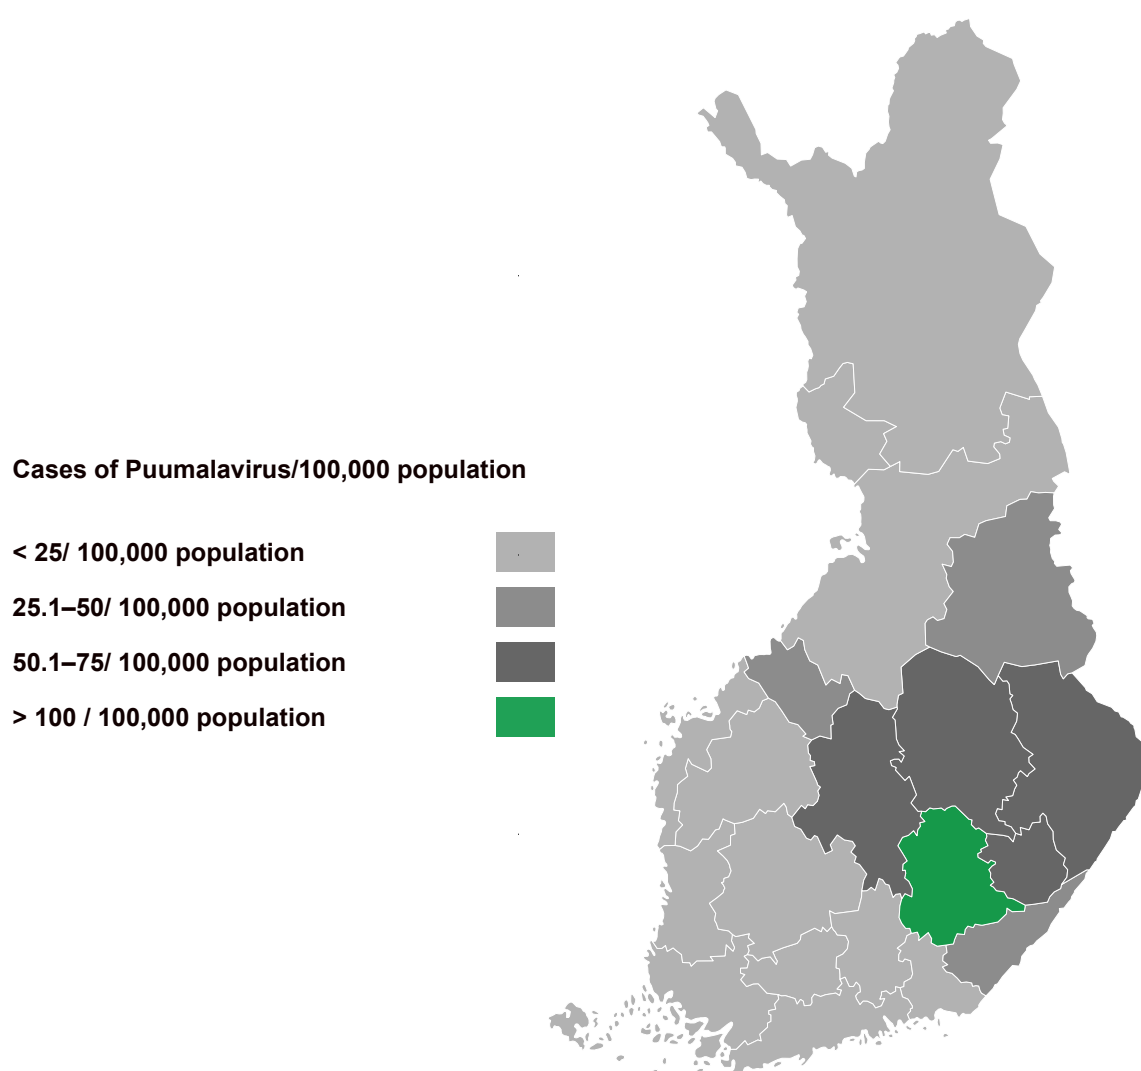 Cases of Puumalavirus/100,000 population
< 25/ 100,000 population
25.1–50/ 100,000 population
50.1–75/ 100,000 population
> 100 / 100,000 population